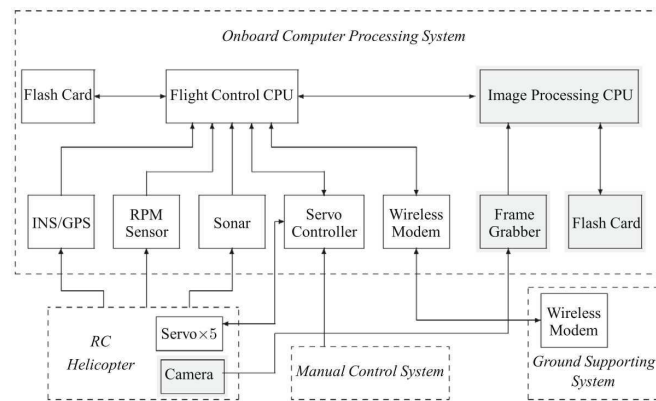 Onboard Computer Processing System
Flash Card
Flight Control CPU
Image Processing CPU
INS/GPS
RPM
Sensor
Sonar
Servo
Controller
Wireless
Modem
Frame
Grabber
Flash Card
RC
Helicopter
Servo×5
Camera
Manual Control System
Wireless
Modem
Ground Supporting
System